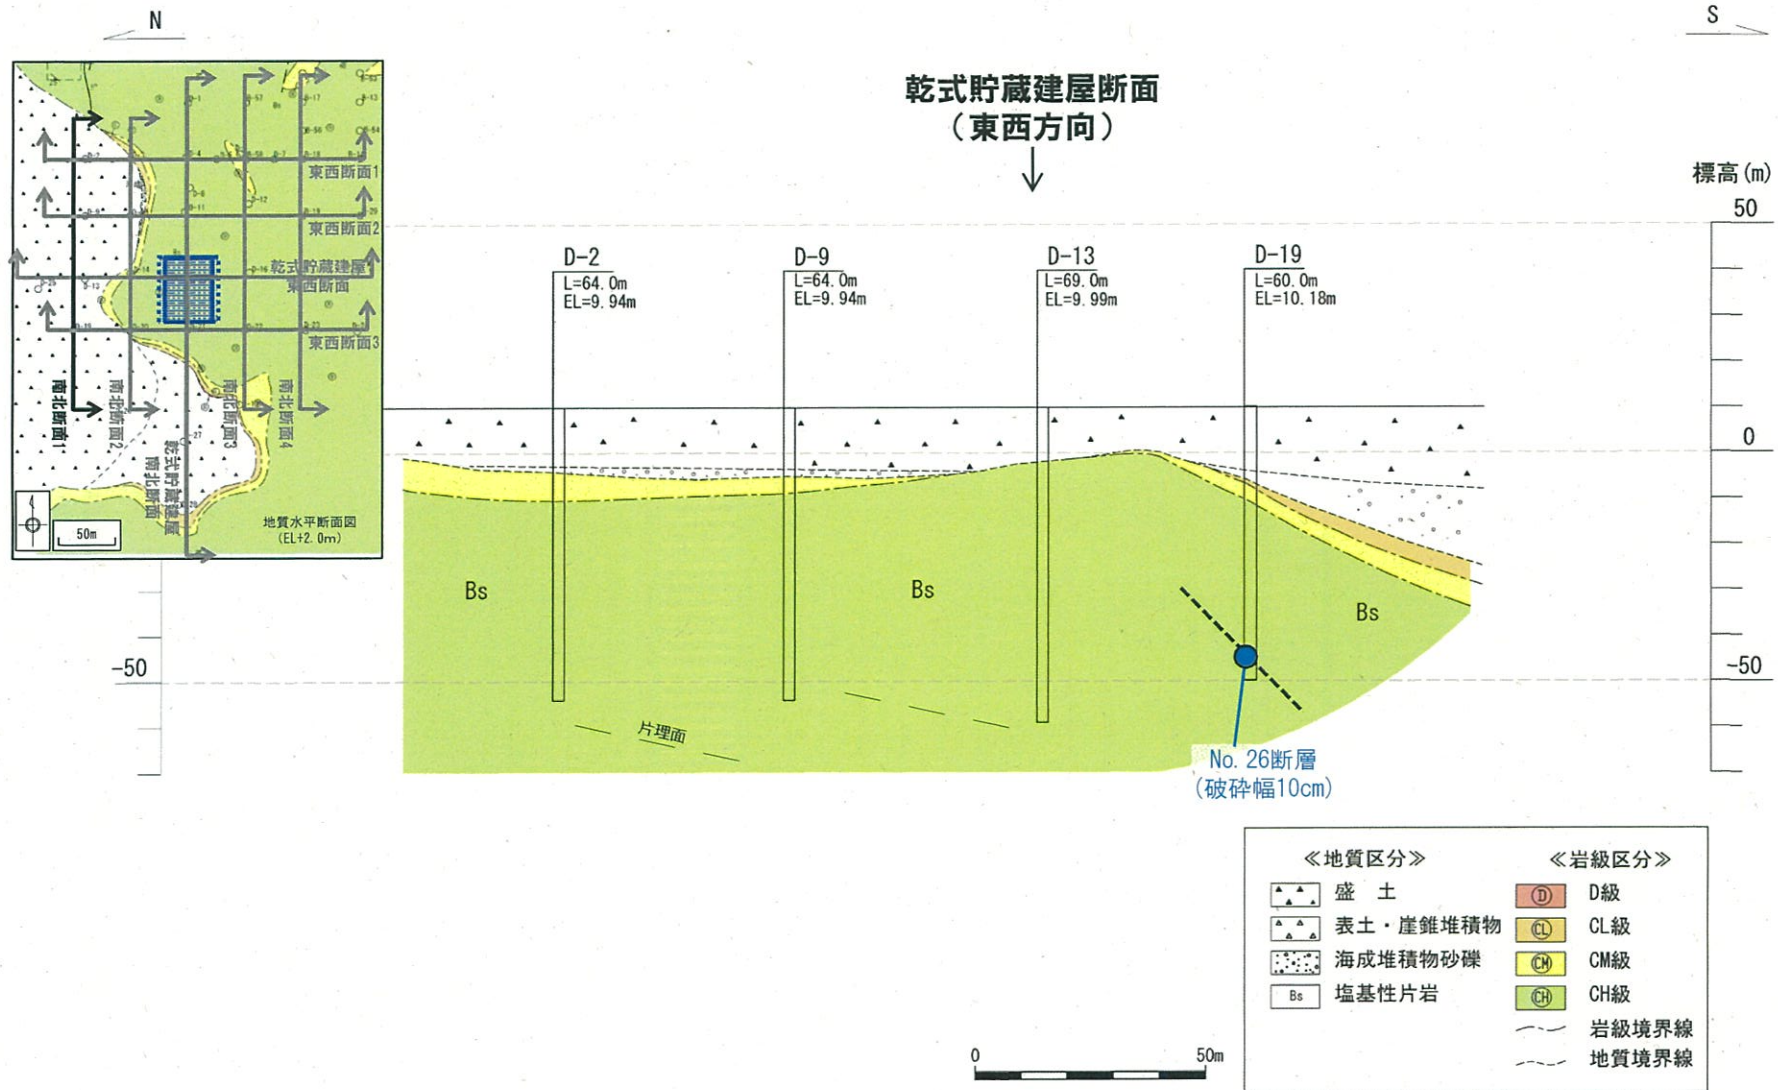 N
S
乾式貯蔵建屋断面
(東西方向)
標高(m)
50
0
-50
-50
D-2
L=64.0m
EL=9.94m
D-9
L=64.0m
EL=9.94m
D-13
L=69.0m
EL=9.99m
D-19
L=60.0m
EL=10.18m
東西断面1
東西断面2
乾式貯蔵建屋
東西断面
東西断面3
南北断面1
南北断面2
乾式貯蔵建屋
南北断面
南北断面3
南北断面4
50m
地質水平断面図
(EL+2.0m)
Bs
Bs
Bs
片理面
No.26断層
(破砕幅10cm)
≪地質区分≫
盛 土
表土・崖錐堆積物
海成堆積物砂礫
Bs 塩基性片岩
≪岩級区分≫
D D級
CL CL級
CM CM級
CH CH級
岩級境界線
地質境界線
0 50m